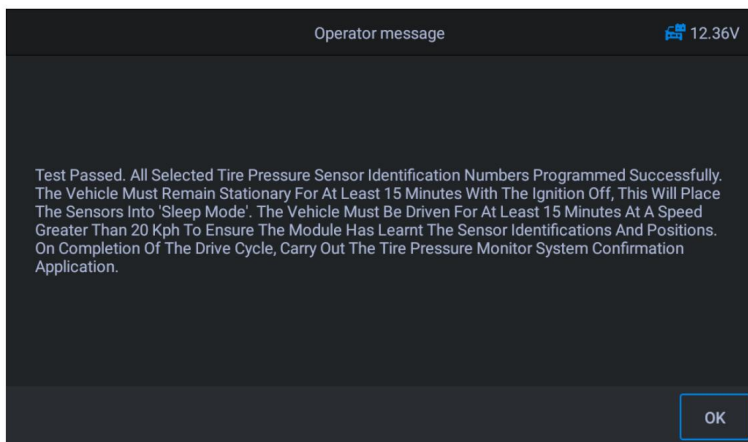 Operator message
12.36V
Test Passed. All Selected Tire Pressure Sensor Identification Numbers Programmed Successfully.
The Vehicle Must Remain Stationary For At Least 15 Minutes With The Ignition Off, This Will Place
The Sensors Into 'Sleep Mode'. The Vehicle Must Be Driven For At Least 15 Minutes At A Speed
Greater Than 20 Kph To Ensure The Module Has Learnt The Sensor Identifications And Positions.
On Completion Of The Drive Cycle, Carry Out The Tire Pressure Monitor System Confirmation
Application.
OK